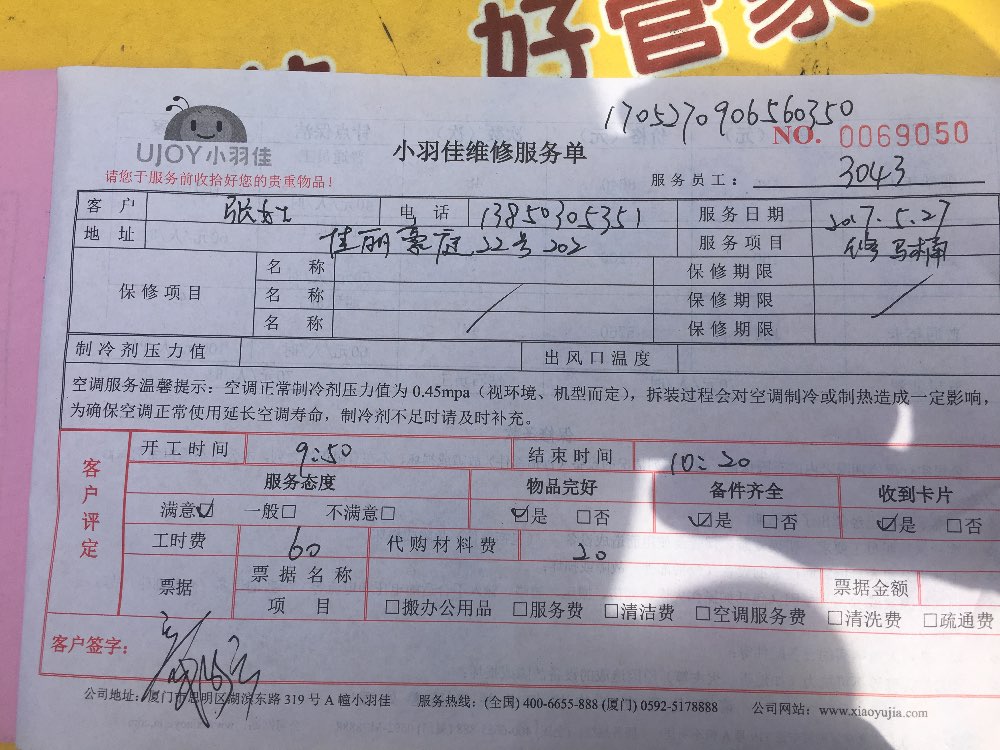 好管家
1705270906560350
UJOY小羽佳
小羽佳维修服务单
NO. 0069050
请您于服务前收拾好您的贵重物品！
服务员工： 3043
客 户 张女士 电 话 13850305351 服务日期 2017.5.27
地 址 佳丽豪庭22号202 服务项目 修马桶
保修项目 名 称 / 保修期限 /
名 称 保修期限
名 称 保修期限
制冷剂压力值 出风口温度
空调服务温馨提示：空调正常制冷剂压力值为 0.45mpa（视环境、机型而定），拆装过程会对空调制冷或制热造成一定影响，
为确保空调正常使用延长空调寿命，制冷剂不足时请及时补充。
客户评定
开工时间 9:50 结束时间 10:20
服务态度 物品完好 备件齐全 收到卡片
满意☑ 一般□ 不满意□ ☑是 □否 ☑是 □否 ☑是 □否
工时费 60 代购材料费 20
票据 票据名称 票据金额
项 目 □搬办公用品 □服务费 □清洁费 □空调服务费 □清洗费 □疏通费
客户签字：
公司地址：厦门市思明区湖滨东路 319 号 A 幢小羽佳 服务热线：(全国) 400-6655-888 (厦门) 0592-5178888 公司网站：www.xiaoyujia.com